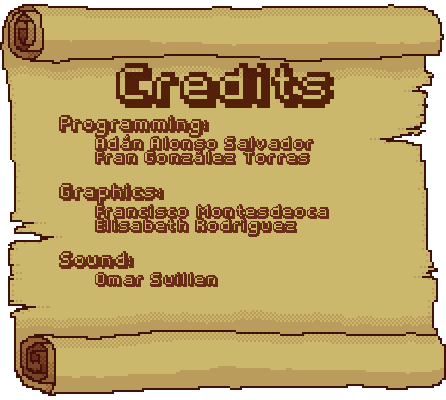 Credits
Programming:
Adán Alonso Salvador
Fran González Torres
Graphics:
Francisco Montesdeoca
Elisabeth Rodríguez
Sound:
Omar Suillen